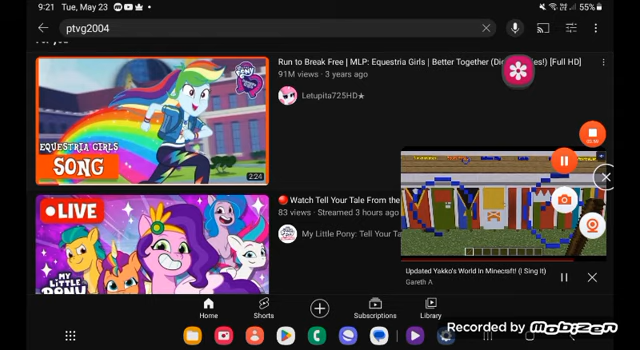 9:21 Tue, May 23
55%
ptvg2004
Run to Break Free | MLP: Equestria Girls | Better Together (Di es!) [Full HD]
91M views · 3 years ago
Letupita725HD★
EQUESTRIA GIRLS
SONG
2:24
LIVE
MY LITTLE PONY
Watch Tell Your Tale From the
83 views · Streamed 3 hours ago
My Little Pony: Tell Your Ta
Updated Yakko's World In Minecraft! (I Sing It)
Gareth A
Home
Shorts
Subscriptions
Library
Recorded by mobizen